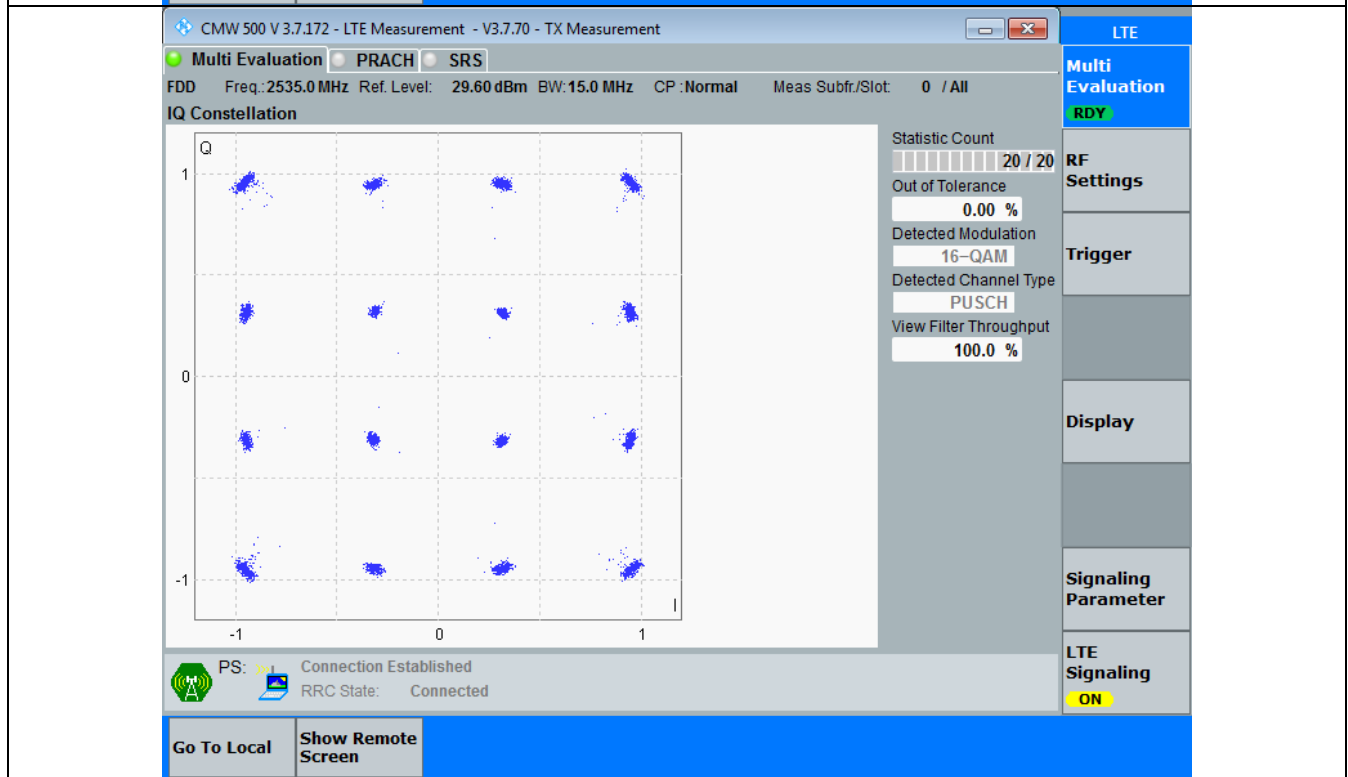 CMW 500 V 3.7.172 - LTE Measurement - V3.7.70 - TX Measurement
LTE
Multi Evaluation PRACH SRS
FDD Freq.:2535.0 MHz Ref. Level: 29.60 dBm BW:15.0 MHz CP :Normal Meas Subfr./Slot: 0 / All
IQ Constellation
Q
1
0
-1
I
-1 0 1
Statistic Count
20 / 20
Out of Tolerance
0.00 %
Detected Modulation
16-QAM
Detected Channel Type
PUSCH
View Filter Throughput
100.0 %
Multi
Evaluation
RDY
RF
Settings
Trigger
Display
Signaling
Parameter
LTE
Signaling
ON
PS: Connection Established
RRC State: Connected
Go To Local
Show Remote
Screen